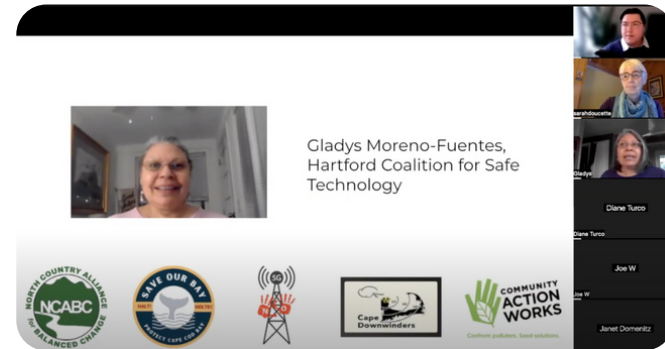 Gladys Moreno-Fuentes,
Hartford Coalition for Safe
Technology
sarahdoucette
Gladys
Diane Turco
Diane Turco
Joe W
Joe W
Janet Domenitz
NORTH COUNTRY ALLIANCE
NCABC
for BALANCED CHANGE
SAVE OUR BAY
PROTECT CAPE COD BAY
5G
NO
Cape
Downwinders
COMMUNITY
ACTION
WORKS
Confront polluters. Seed solutions.